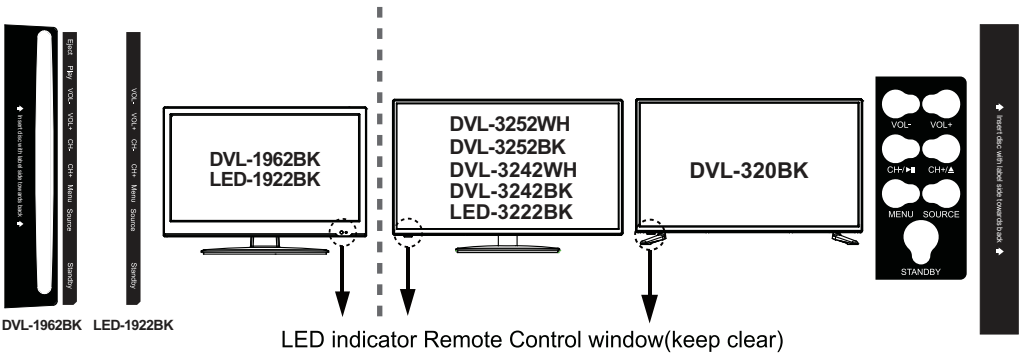 Insert disc with label side towards back
Eject Play VOL- VOL+ CH- CH+ Menu Source Standby
VOL- VOL+ CH- CH+ Menu Source Standby
DVL-1962BK LED-1922BK
DVL-1962BK
LED-1922BK
DVL-3252WH
DVL-3252BK
DVL-3242WH
DVL-3242BK
LED-3222BK
DVL-320BK
VOL- VOL+
CH-/▶II CH+/⏏
MENU SOURCE
STANDBY
Insert disc with label side towards back
LED indicator Remote Control window(keep clear)